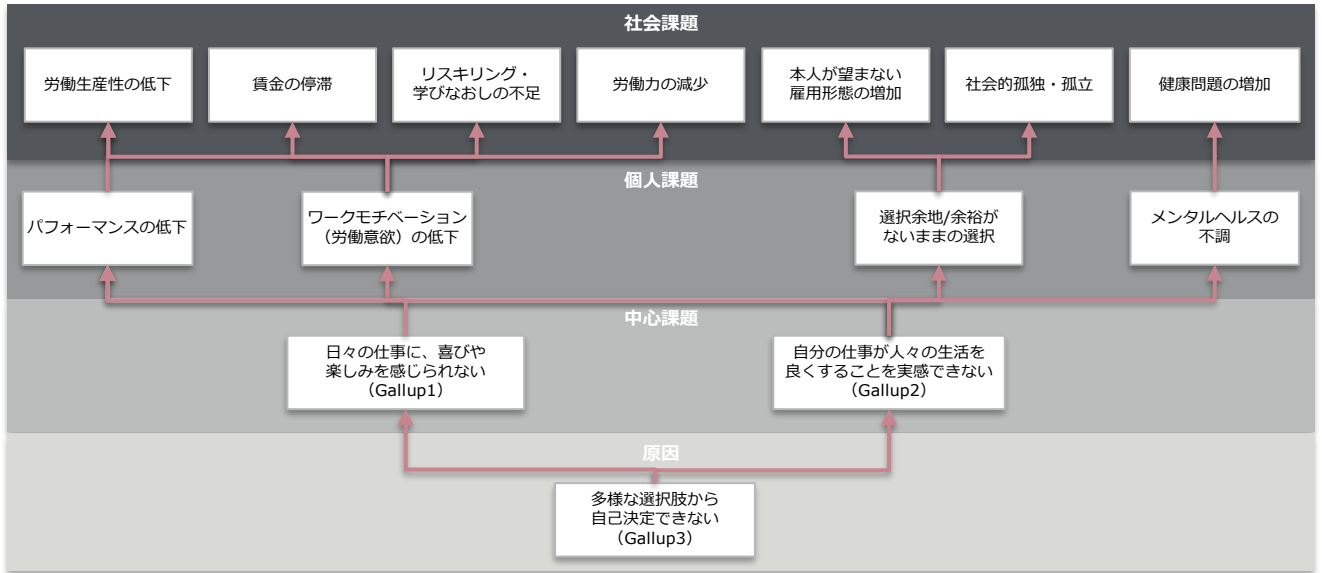 社会課題
労働生産性の低下
賃金の停滞
リスキリング・
学びなおしの不足
労働力の減少
本人が望まない
雇用形態の増加
社会的孤独・孤立
健康問題の増加
個人課題
パフォーマンスの低下
ワークモチベーション
（労働意欲）の低下
選択余地/余裕が
ないままの選択
メンタルヘルスの
不調
中心課題
日々の仕事に、喜びや
楽しみを感じられない
（Gallup1）
自分の仕事が人々の生活を
良くすることを実感できない
（Gallup2）
原因
多様な選択肢から
自己決定できない
（Gallup3）